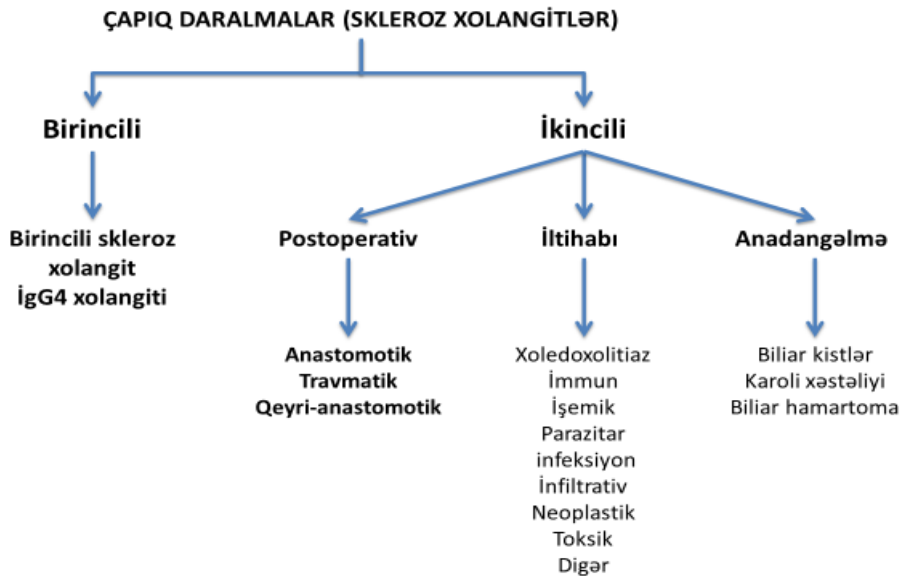 ÇAPIQ DARALMALAR (SKLEROZ XOLANGİTLƏR)
Birincili
İkincili
Birincili skleroz
xolangit
İgG4 xolangiti
Postoperativ
İltihabı
Anadangəlmə
Anastomotik
Travmatik
Qeyri-anastomotik
Xoledoxolitiaz
İmmun
İşemik
Parazitar
infeksiyon
İnfiltrativ
Neoplastik
Toksik
Digər
Biliar kistlər
Karoli xəstəliyi
Biliar hamartoma